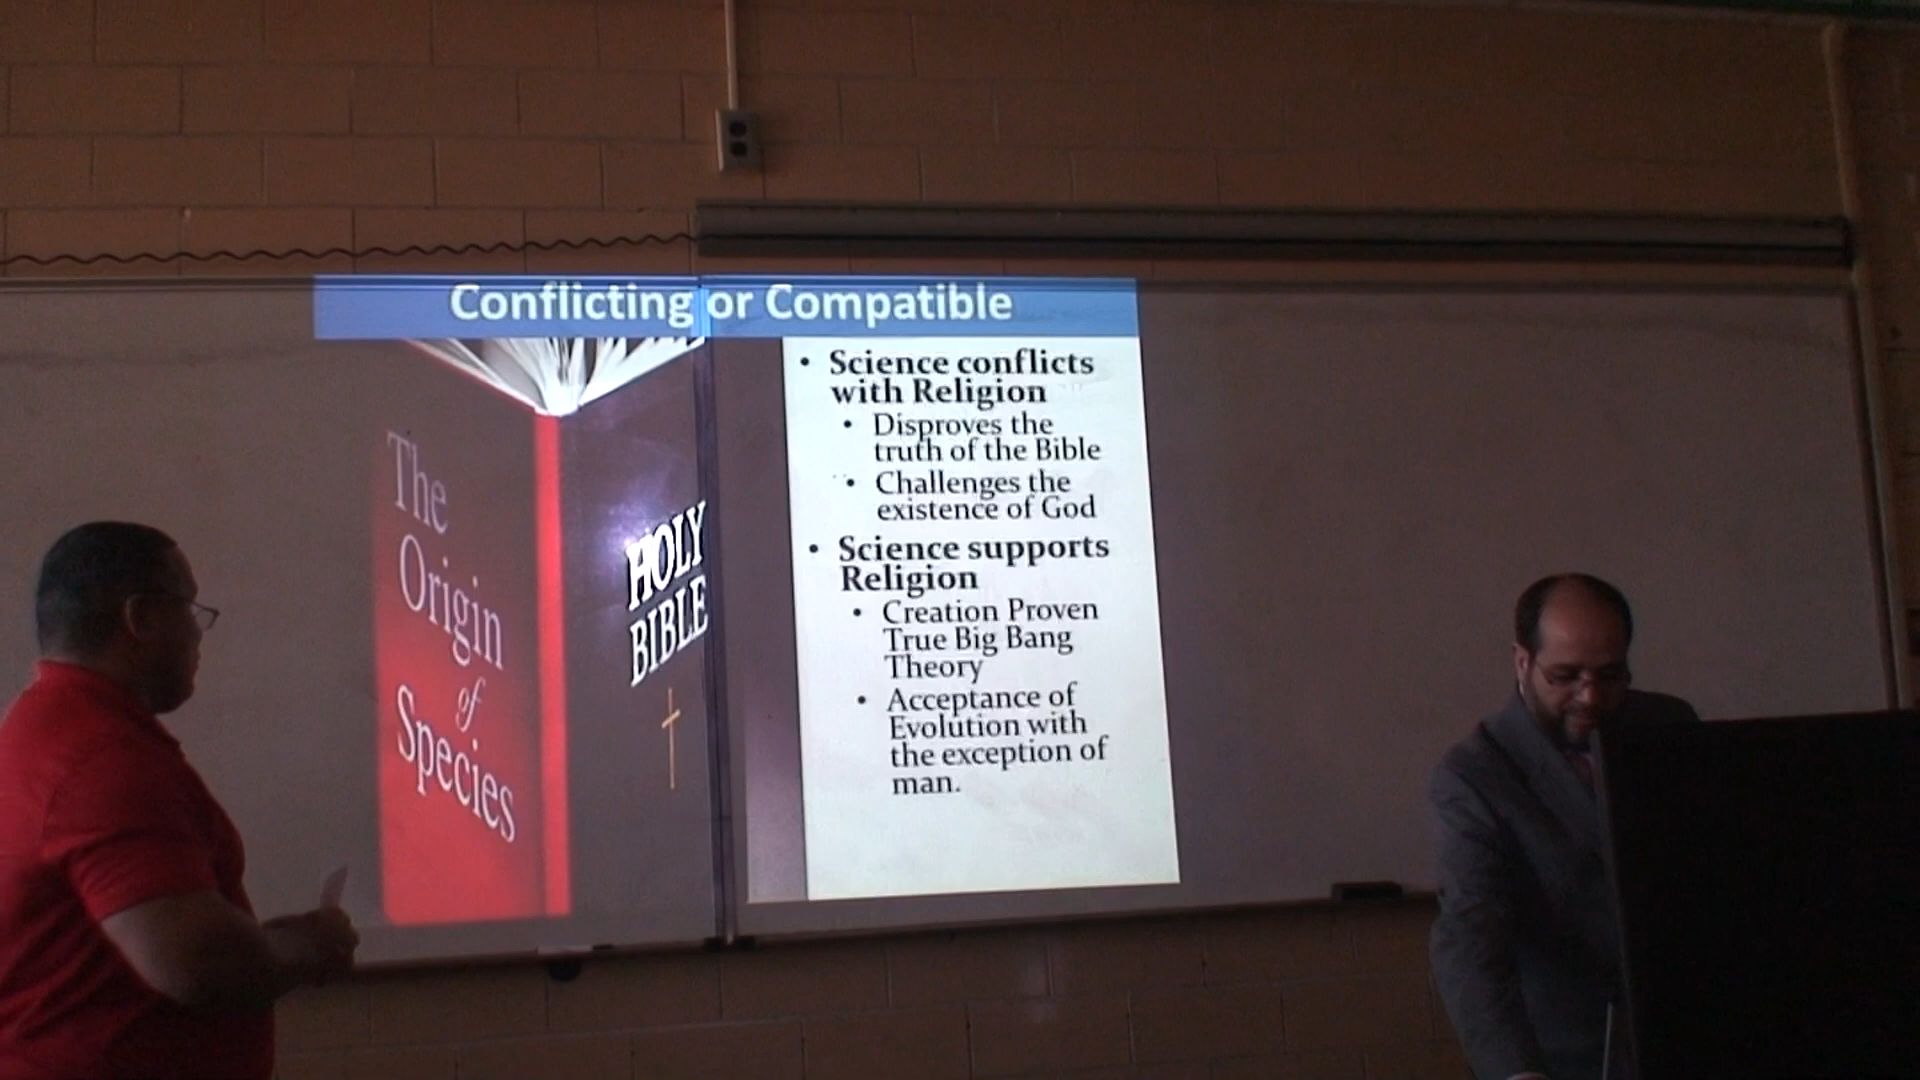 Conflicting or Compatible
The
Origin
of
Species
HOLY
BIBLE
• Science conflicts
with Religion
• Disproves the
truth of the Bible
• Challenges the
existence of God
• Science supports
Religion
• Creation Proven
True Big Bang
Theory
• Acceptance of
Evolution with
the exception of
man.